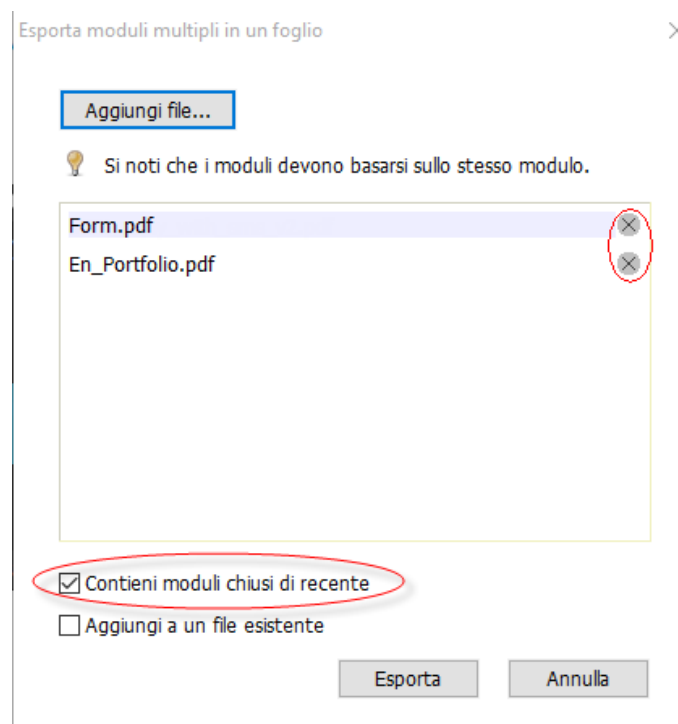 Esporta moduli multipli in un foglio
Aggiungi file...
Si noti che i moduli devono basarsi sullo stesso modulo.
Form.pdf
En_Portfolio.pdf
Contieni moduli chiusi di recente
Aggiungi a un file esistente
Esporta Annulla